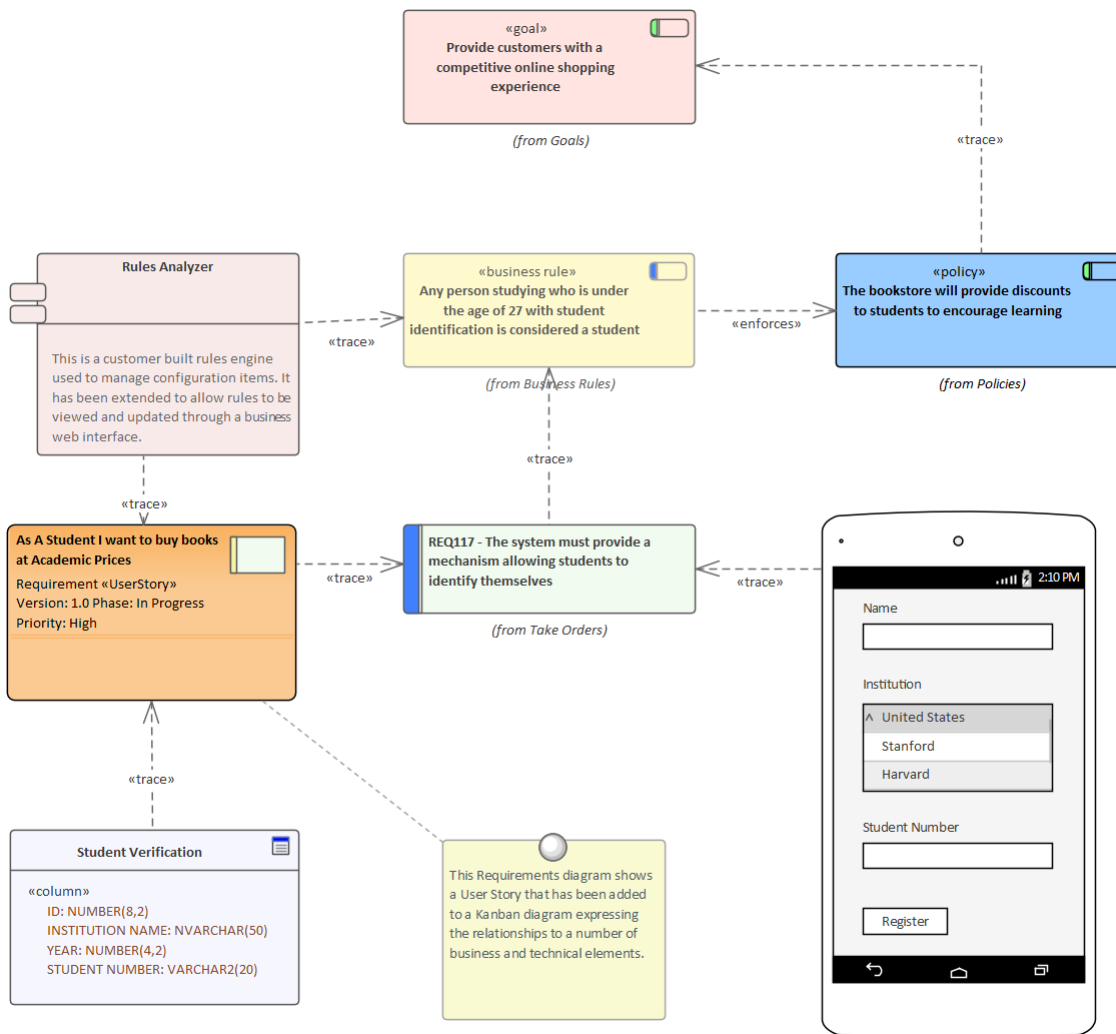 «goal»
Provide customers with a
competitive online shopping
experience
(from Goals)
«trace»
Rules Analyzer
This is a customer built rules engine
used to manage configuration items. It
has been extended to allow rules to be
viewed and updated through a business
web interface.
«trace»
«business rule»
Any person studying who is under
the age of 27 with student
identification is considered a student
(from Business Rules)
«enforces»
«policy»
The bookstore will provide discounts
to students to encourage learning
(from Policies)
«trace»
«trace»
As A Student I want to buy books
at Academic Prices
Requirement «UserStory»
Version: 1.0 Phase: In Progress
Priority: High
«trace»
REQ117 - The system must provide a
mechanism allowing students to
identify themselves
(from Take Orders)
«trace»
2:10 PM
Name
Institution
^ United States
Stanford
Harvard
Student Number
Register
«trace»
Student Verification
«column»
ID: NUMBER(8,2)
INSTITUTION NAME: NVARCHAR(50)
YEAR: NUMBER(4,2)
STUDENT NUMBER: VARCHAR2(20)
This Requirements diagram shows
a User Story that has been added
to a Kanban diagram expressing
the relationships to a number of
business and technical elements.